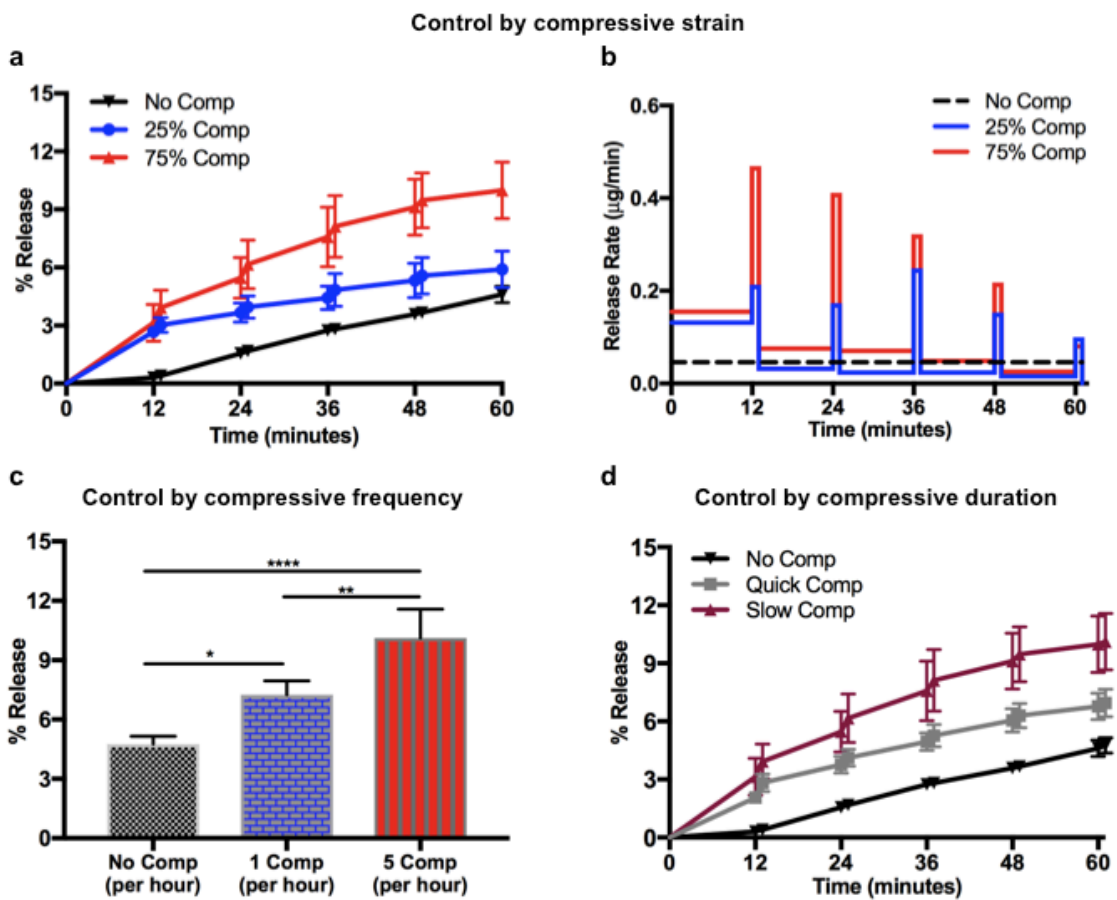 Control by compressive strain
a
15
12
9
6
3
0
% Release
No Comp
25% Comp
75% Comp
0 12 24 36 48 60
Time (minutes)
b
0.6
0.4
0.2
0.0
Release Rate (μg/min)
No Comp
25% Comp
75% Comp
0 12 24 36 48 60
Time (minutes)
c
Control by compressive frequency
15
12
9
6
3
0
% Release
****
**
*
No Comp 1 Comp 5 Comp
(per hour) (per hour) (per hour)
d
Control by compressive duration
15
12
9
6
3
0
% Release
No Comp
Quick Comp
Slow Comp
0 12 24 36 48 60
Time (minutes)